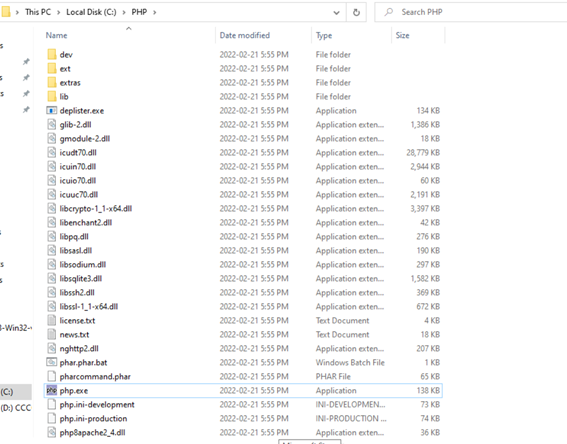 This PC > Local Disk (C:) > PHP >
Search PHP
Name Date modified Type Size
dev 2022-02-21 5:55 PM File folder
ext 2022-02-21 5:55 PM File folder
extras 2022-02-21 5:55 PM File folder
lib 2022-02-21 5:55 PM File folder
deplister.exe 2022-02-21 5:55 PM Application 134 KB
glib-2.dll 2022-02-21 5:55 PM Application exten... 1,386 KB
gmodule-2.dll 2022-02-21 5:55 PM Application exten... 18 KB
icudt70.dll 2022-02-21 5:55 PM Application exten... 28,779 KB
icuin70.dll 2022-02-21 5:55 PM Application exten... 2,944 KB
icuio70.dll 2022-02-21 5:55 PM Application exten... 60 KB
icuuc70.dll 2022-02-21 5:55 PM Application exten... 2,191 KB
libcrypto-1_1-x64.dll 2022-02-21 5:55 PM Application exten... 3,397 KB
libenchant2.dll 2022-02-21 5:55 PM Application exten... 42 KB
libpq.dll 2022-02-21 5:55 PM Application exten... 276 KB
libsasl.dll 2022-02-21 5:55 PM Application exten... 190 KB
libsodium.dll 2022-02-21 5:55 PM Application exten... 297 KB
libsqlite3.dll 2022-02-21 5:55 PM Application exten... 1,582 KB
libssh2.dll 2022-02-21 5:55 PM Application exten... 369 KB
libssl-1_1-x64.dll 2022-02-21 5:55 PM Application exten... 672 KB
license.txt 2022-02-21 5:55 PM Text Document 4 KB
news.txt 2022-02-21 5:55 PM Text Document 18 KB
3-Win32-
nghttp2.dll 2022-02-21 5:55 PM Application exten... 207 KB
phar.phar.bat 2022-02-21 5:55 PM Windows Batch File 1 KB
pharcommand.phar 2022-02-21 5:55 PM PHAR File 65 KB
(C:) php php.exe 2022-02-21 5:55 PM Application 138 KB
(D:) CCC php.ini-development 2022-02-21 5:55 PM INI-DEVELOPMEN... 73 KB
php.ini-production 2022-02-21 5:55 PM INI-PRODUCTION ... 74 KB
php8apache2_4.dll 2022-02-21 5:55 PM Application exten... 36 KB